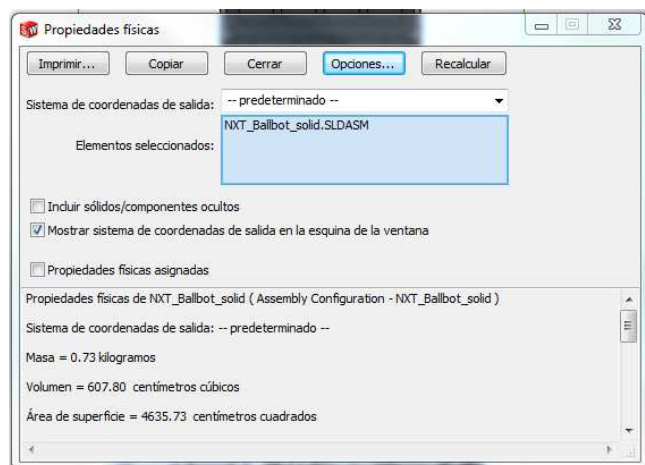 Propiedades físicas
Imprimir... Copiar Cerrar Opciones... Recalcular
Sistema de coordenadas de salida: -- predeterminado --
NXT_Ballbot_solid.SLDASM
Elementos seleccionados:
Incluir sólidos/componentes ocultos
Mostrar sistema de coordenadas de salida en la esquina de la ventana
Propiedades físicas asignadas
Propiedades físicas de NXT_Ballbot_solid ( Assembly Configuration - NXT_Ballbot_solid )
Sistema de coordenadas de salida: -- predeterminado --
Masa = 0.73 kilogramos
Volumen = 607.80 centímetros cúbicos
Área de superficie = 4635.73 centímetros cuadrados